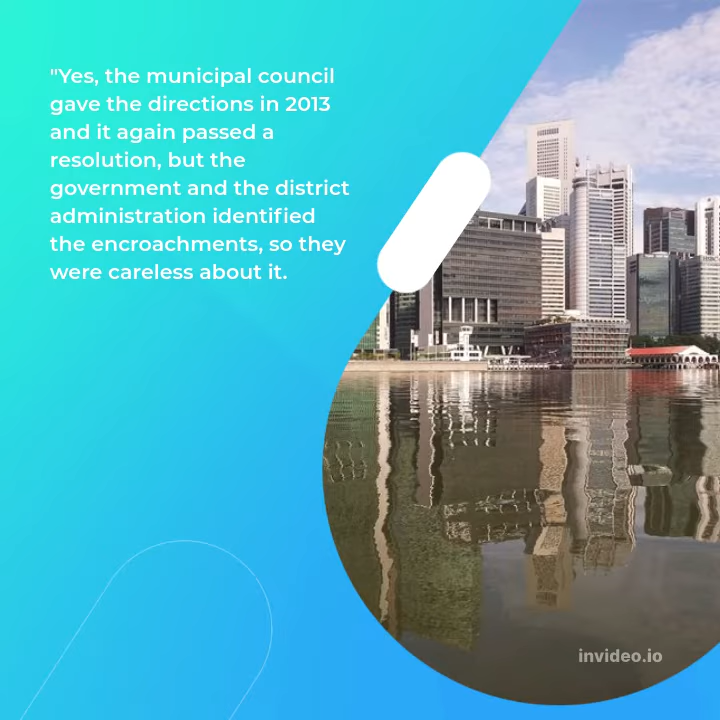 "Yes, the municipal council
gave the directions in 2013
and it again passed a
resolution, but the
government and the district
administration identified
the encroachments, so they
were careless about it.
invideo.io